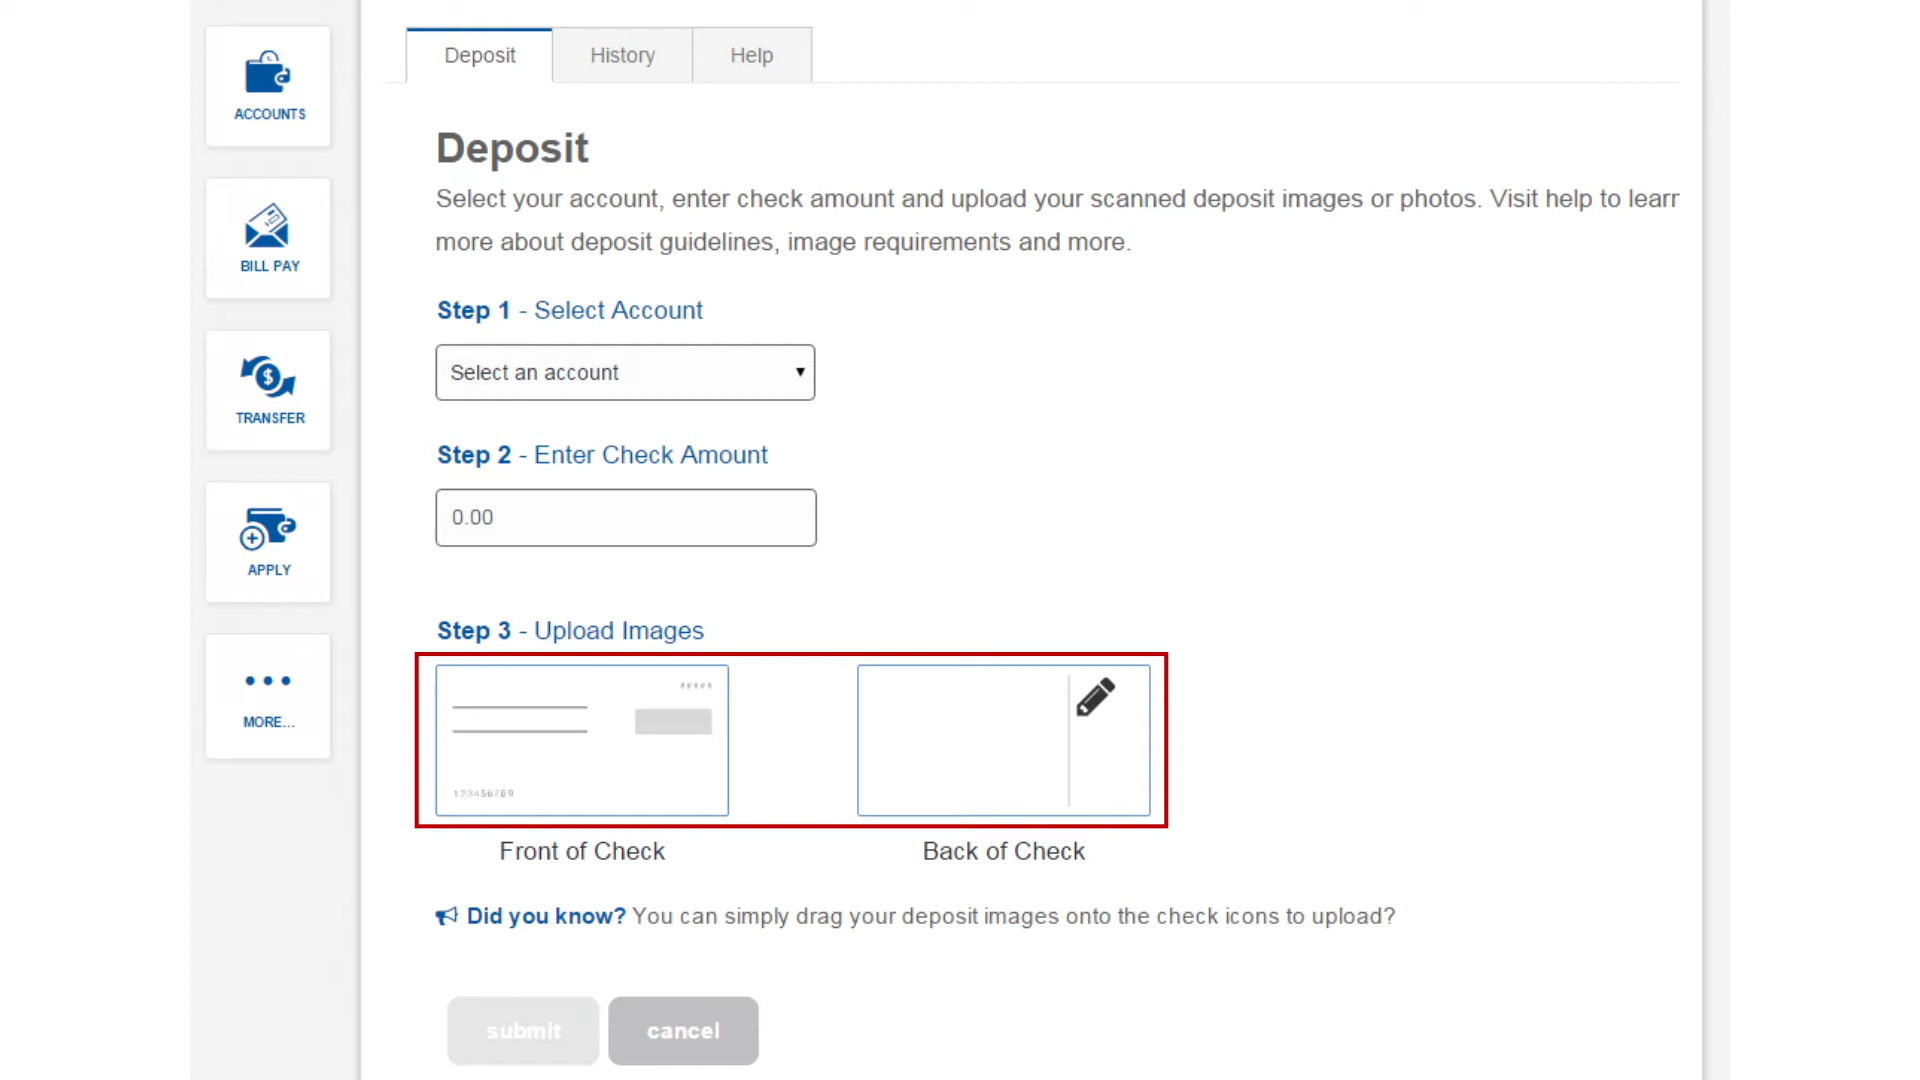 ACCOUNTS
BILL PAY
TRANSFER
APPLY
MORE...
Deposit
History
Help
Deposit
Select your account, enter check amount and upload your scanned deposit images or photos. Visit help to learn
more about deposit guidelines, image requirements and more.
Step 1 - Select Account
Select an account
Step 2 - Enter Check Amount
0.00
Step 3 - Upload Images
123456789
Front of Check
Back of Check
Did you know? You can simply drag your deposit images onto the check icons to upload?
submit
cancel